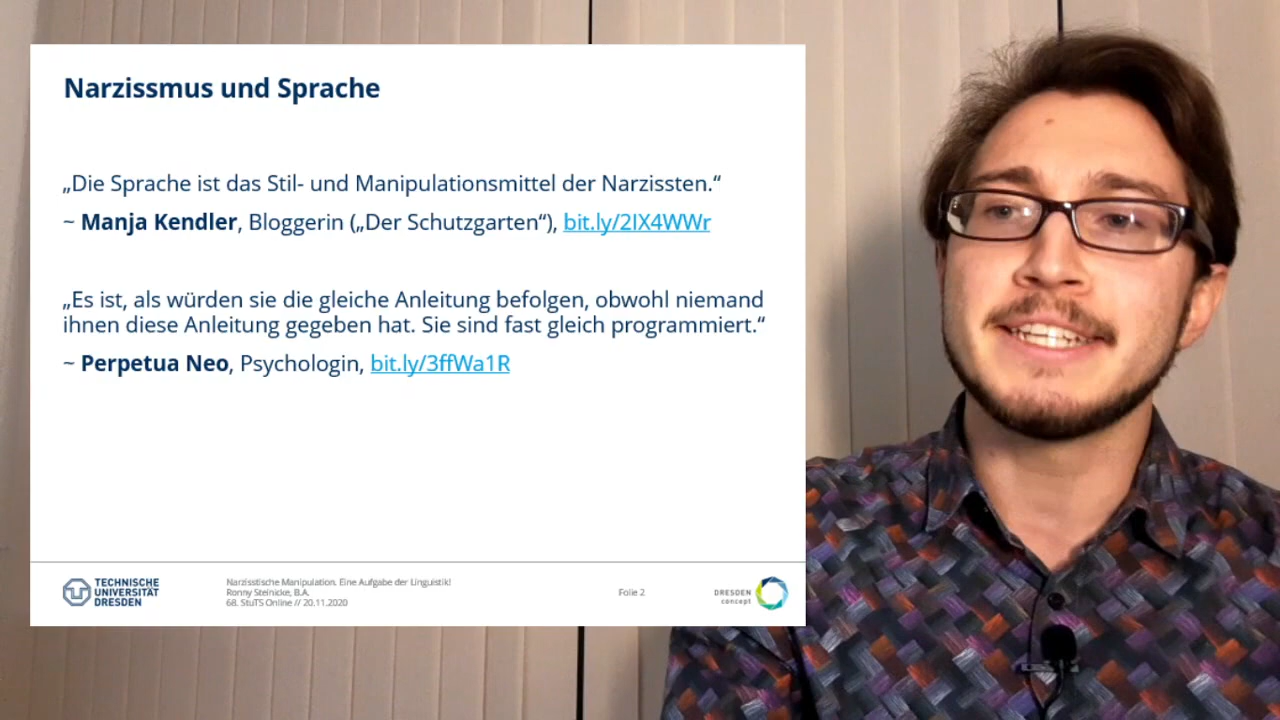 Narzissmus und Sprache
„Die Sprache ist das Stil- und Manipulationsmittel der Narzissten.“
~ Manja Kendler, Bloggerin („Der Schutzgarten“), bit.ly/2IX4WWr
„Es ist, als würden sie die gleiche Anleitung befolgen, obwohl niemand
ihnen diese Anleitung gegeben hat. Sie sind fast gleich programmiert.“
~ Perpetua Neo, Psychologin, bit.ly/3ffWa1R
TECHNISCHE
UNIVERSITÄT
DRESDEN
Narzisstische Manipulation. Eine Aufgabe der Linguistik!
Ronny Steinicke, B.A.
68. StuTS Online // 20.11.2020
Folie 2
DRESDEN
concept